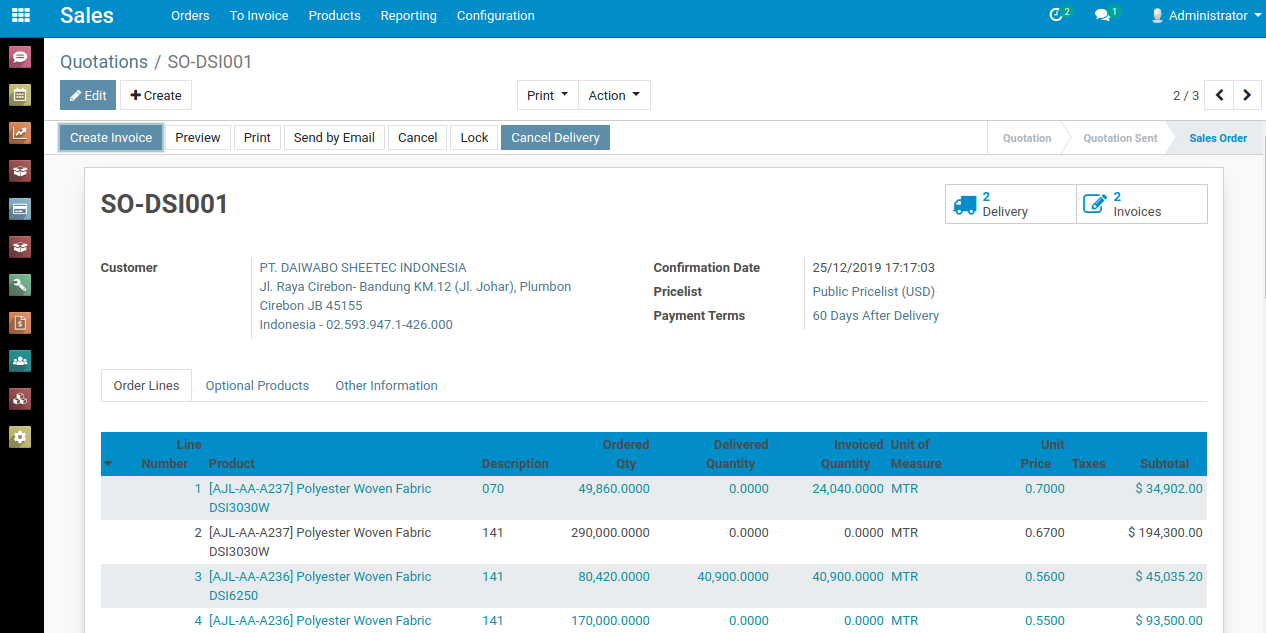 Sales Orders To Invoice Products Reporting Configuration 2 1 Administrator
Quotations / SO-DSI001
Edit Create Print Action 2 / 3
Create Invoice Preview Print Send by Email Cancel Lock Cancel Delivery Quotation Quotation Sent Sales Order
SO-DSI001
2 Delivery
2 Invoices
Customer
PT. DAIWABO SHEETEC INDONESIA
Jl. Raya Cirebon- Bandung KM.12 (Jl. Johar), Plumbon
Cirebon JB 45155
Indonesia - 02.593.947.1-426.000
Confirmation Date 25/12/2019 17:17:03
Pricelist Public Pricelist (USD)
Payment Terms 60 Days After Delivery
Order Lines Optional Products Other Information
Line Number Product Description Ordered Qty Delivered Quantity Invoiced Quantity Unit of Measure Unit Price Taxes Subtotal
1 [AJL-AA-A237] Polyester Woven Fabric 070 49,860.0000 0.0000 24,040.0000 MTR 0.7000 $ 34,902.00
DSI3030W
2 [AJL-AA-A237] Polyester Woven Fabric 141 290,000.0000 0.0000 0.0000 MTR 0.6700 $ 194,300.00
DSI3030W
3 [AJL-AA-A236] Polyester Woven Fabric 141 80,420.0000 40,900.0000 40,900.0000 MTR 0.5600 $ 45,035.20
DSI6250
4 [AJL-AA-A236] Polyester Woven Fabric 141 170,000.0000 0.0000 0.0000 MTR 0.5500 $ 93,500.00